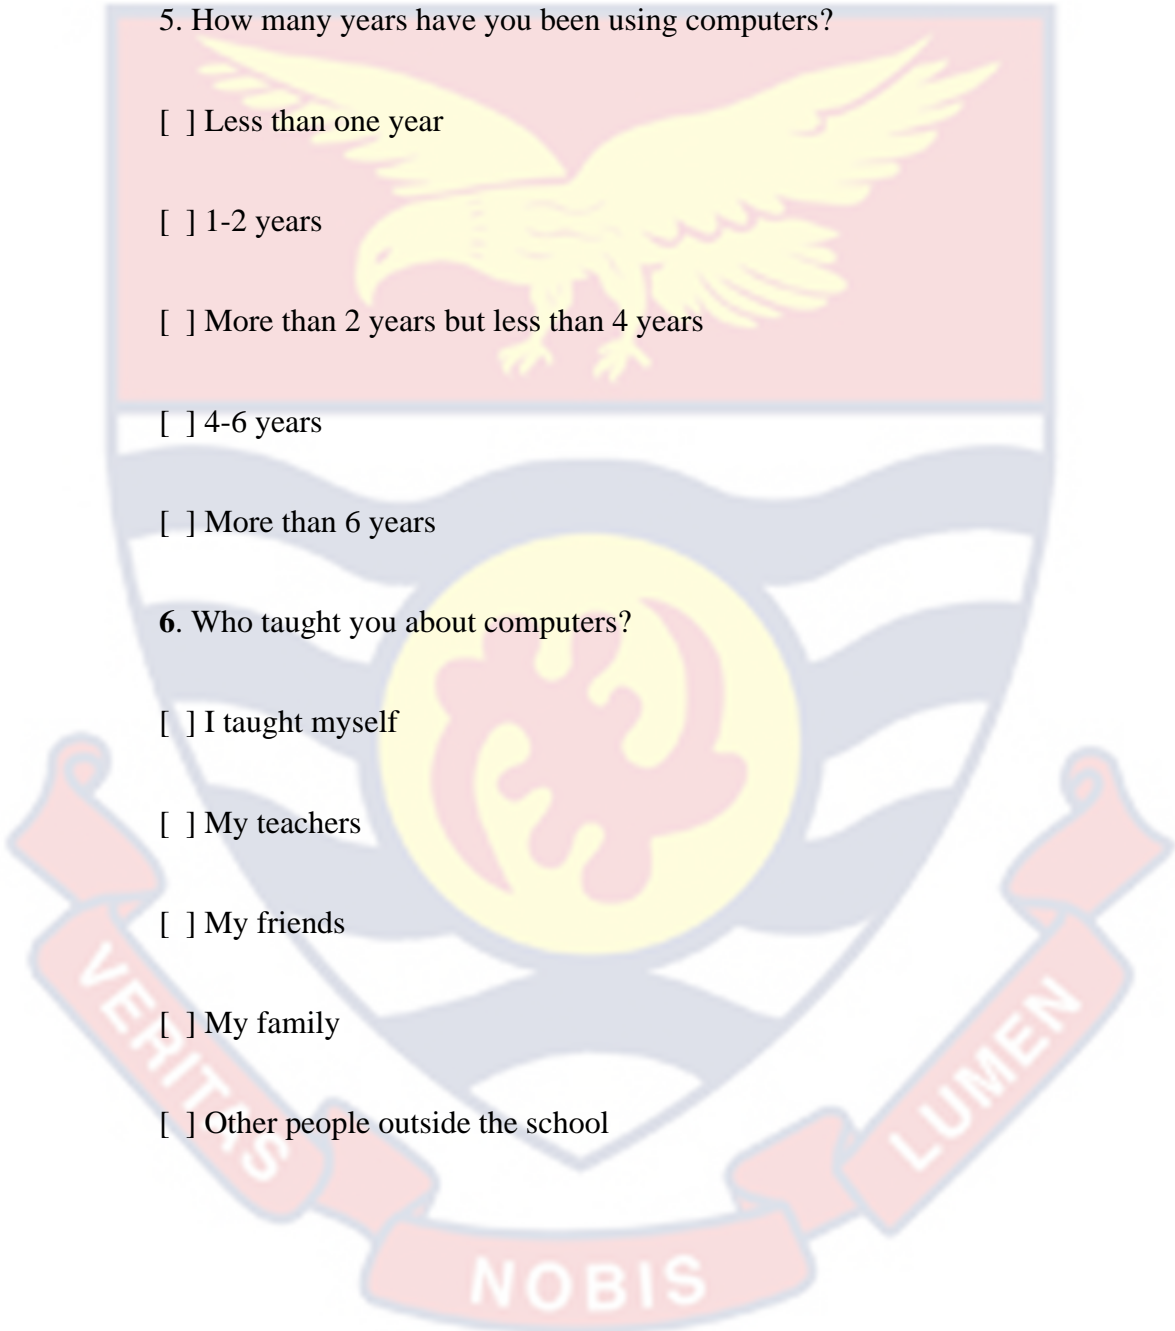 5. How many years have you been using computers?
[ ] Less than one year
[ ] 1-2 years
[ ] More than 2 years but less than 4 years
[ ] 4-6 years
[ ] More than 6 years
6. Who taught you about computers?
[ ] I taught myself
[ ] My teachers
[ ] My friends
[ ] My family
[ ] Other people outside the school
VERITAS
NOBIS
LUMEN